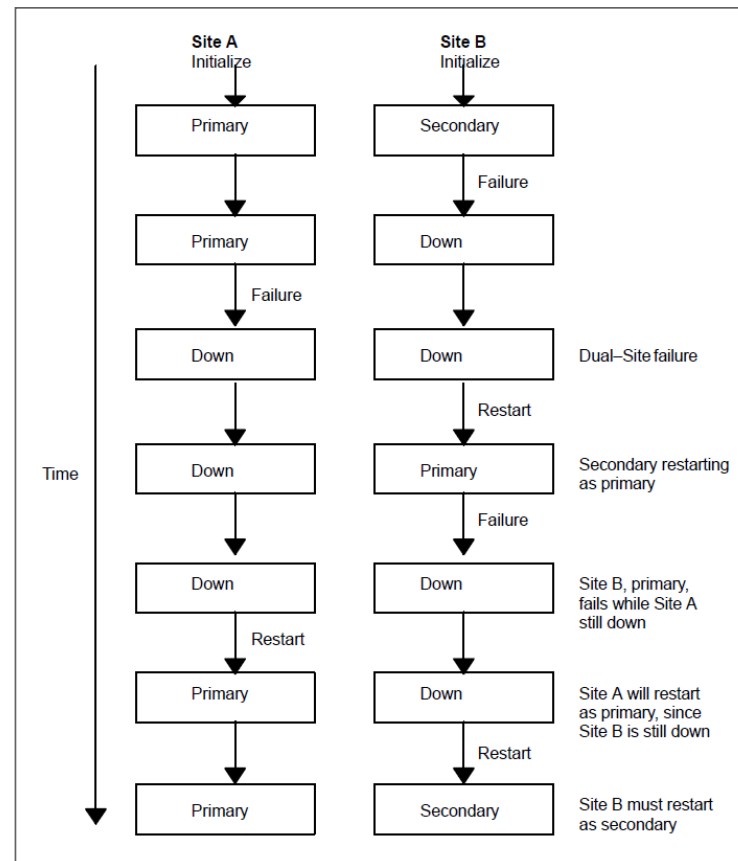 Site A
Initialize
Site B
Initialize
Primary
Secondary
Failure
Primary
Down
Failure
Down
Down
Dual–Site failure
Restart
Time
Down
Primary
Secondary restarting
as primary
Failure
Down
Down
Site B, primary,
fails while Site A
still down
Restart
Primary
Down
Site A will restart
as primary, since
Site B is still down
Restart
Primary
Secondary
Site B must restart
as secondary